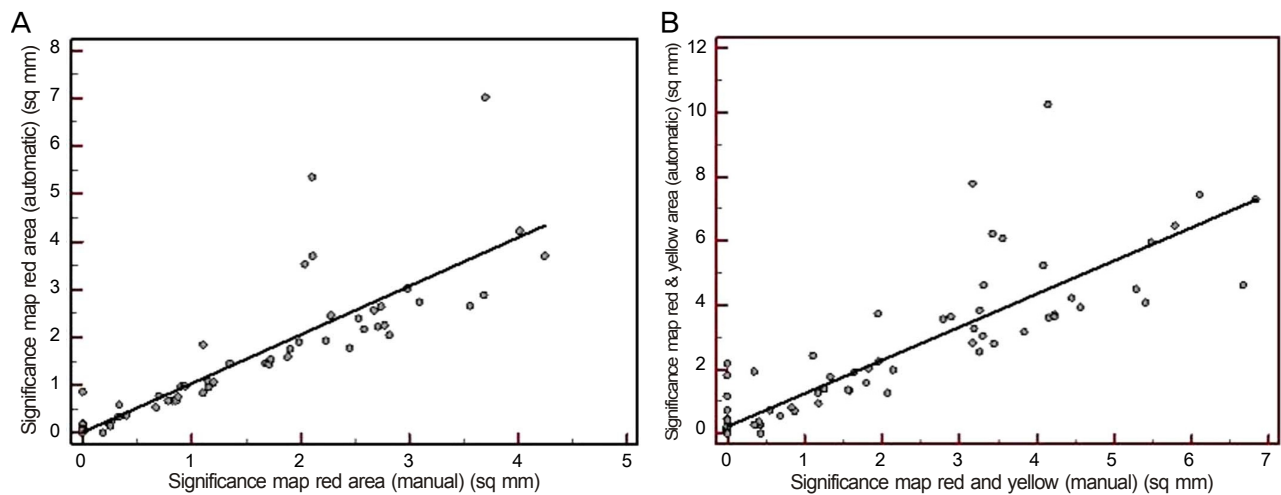 A
Significance map red area (automatic) (sq mm)
8
7
6
5
4
3
2
1
0
0 1 2 3 4 5
Significance map red area (manual) (sq mm)
B
Significance map red & yellow area (automatic) (sq mm)
12
10
8
6
4
2
0
0 1 2 3 4 5 6 7
Significance map red and yellow (manual) (sq mm)